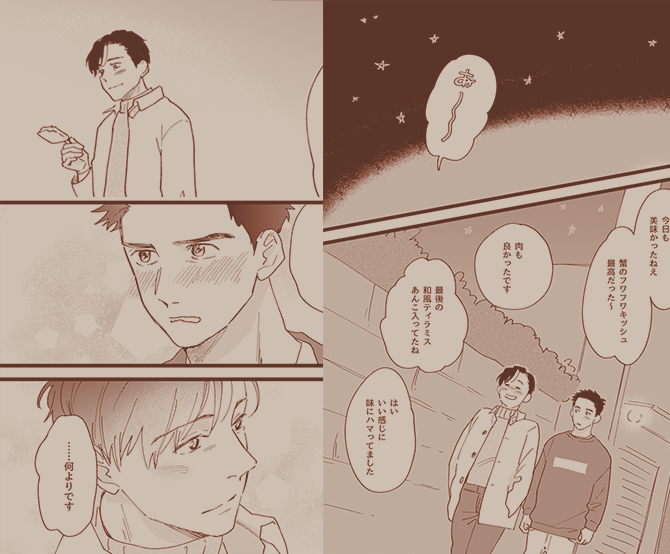 あ〜
今日も
美味かったねえ
蟹のフワフワキッシュ
最高だった〜
肉も
良かったです
最後の
和風ティラミス
あんこ入ってたね
はい
いい感じに
味にハマってました
……何よりです